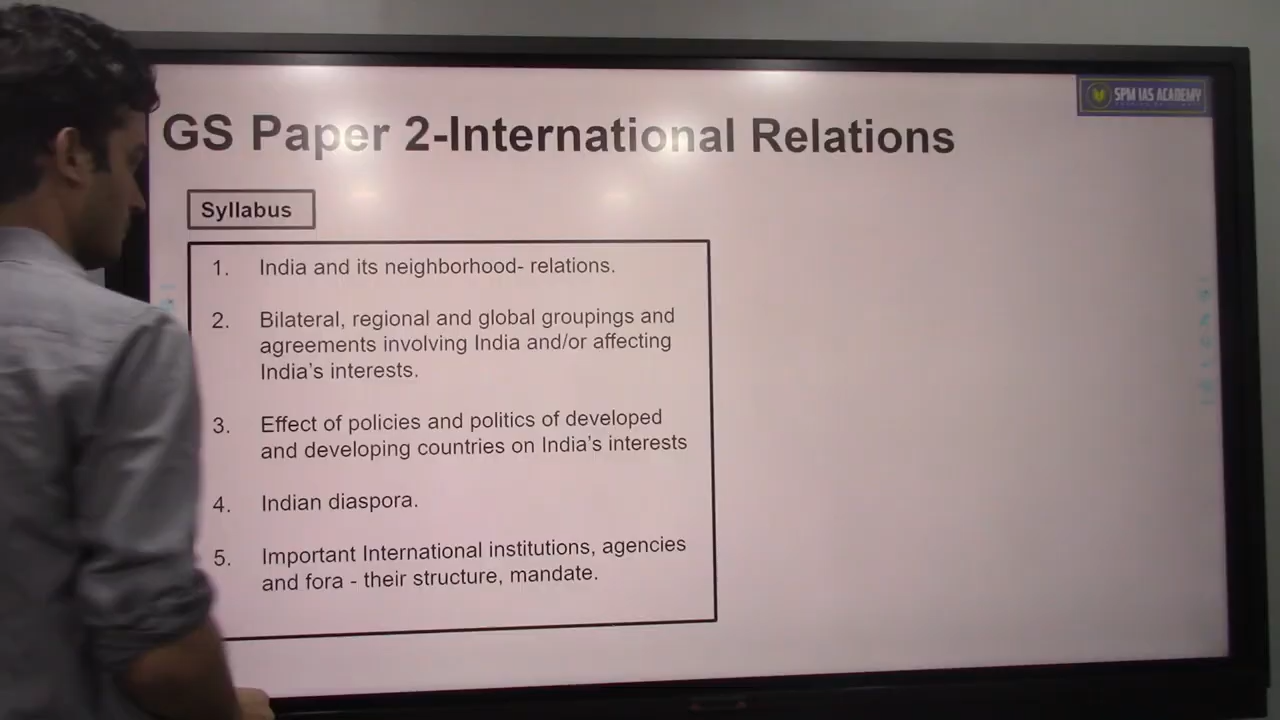 SPM IAS ACADEMY
GS Paper 2-International Relations
Syllabus
1. India and its neighborhood- relations.
2. Bilateral, regional and global groupings and
agreements involving India and/or affecting
India's interests.
3. Effect of policies and politics of developed
and developing countries on India's interests
4. Indian diaspora.
5. Important International institutions, agencies
and fora - their structure, mandate.